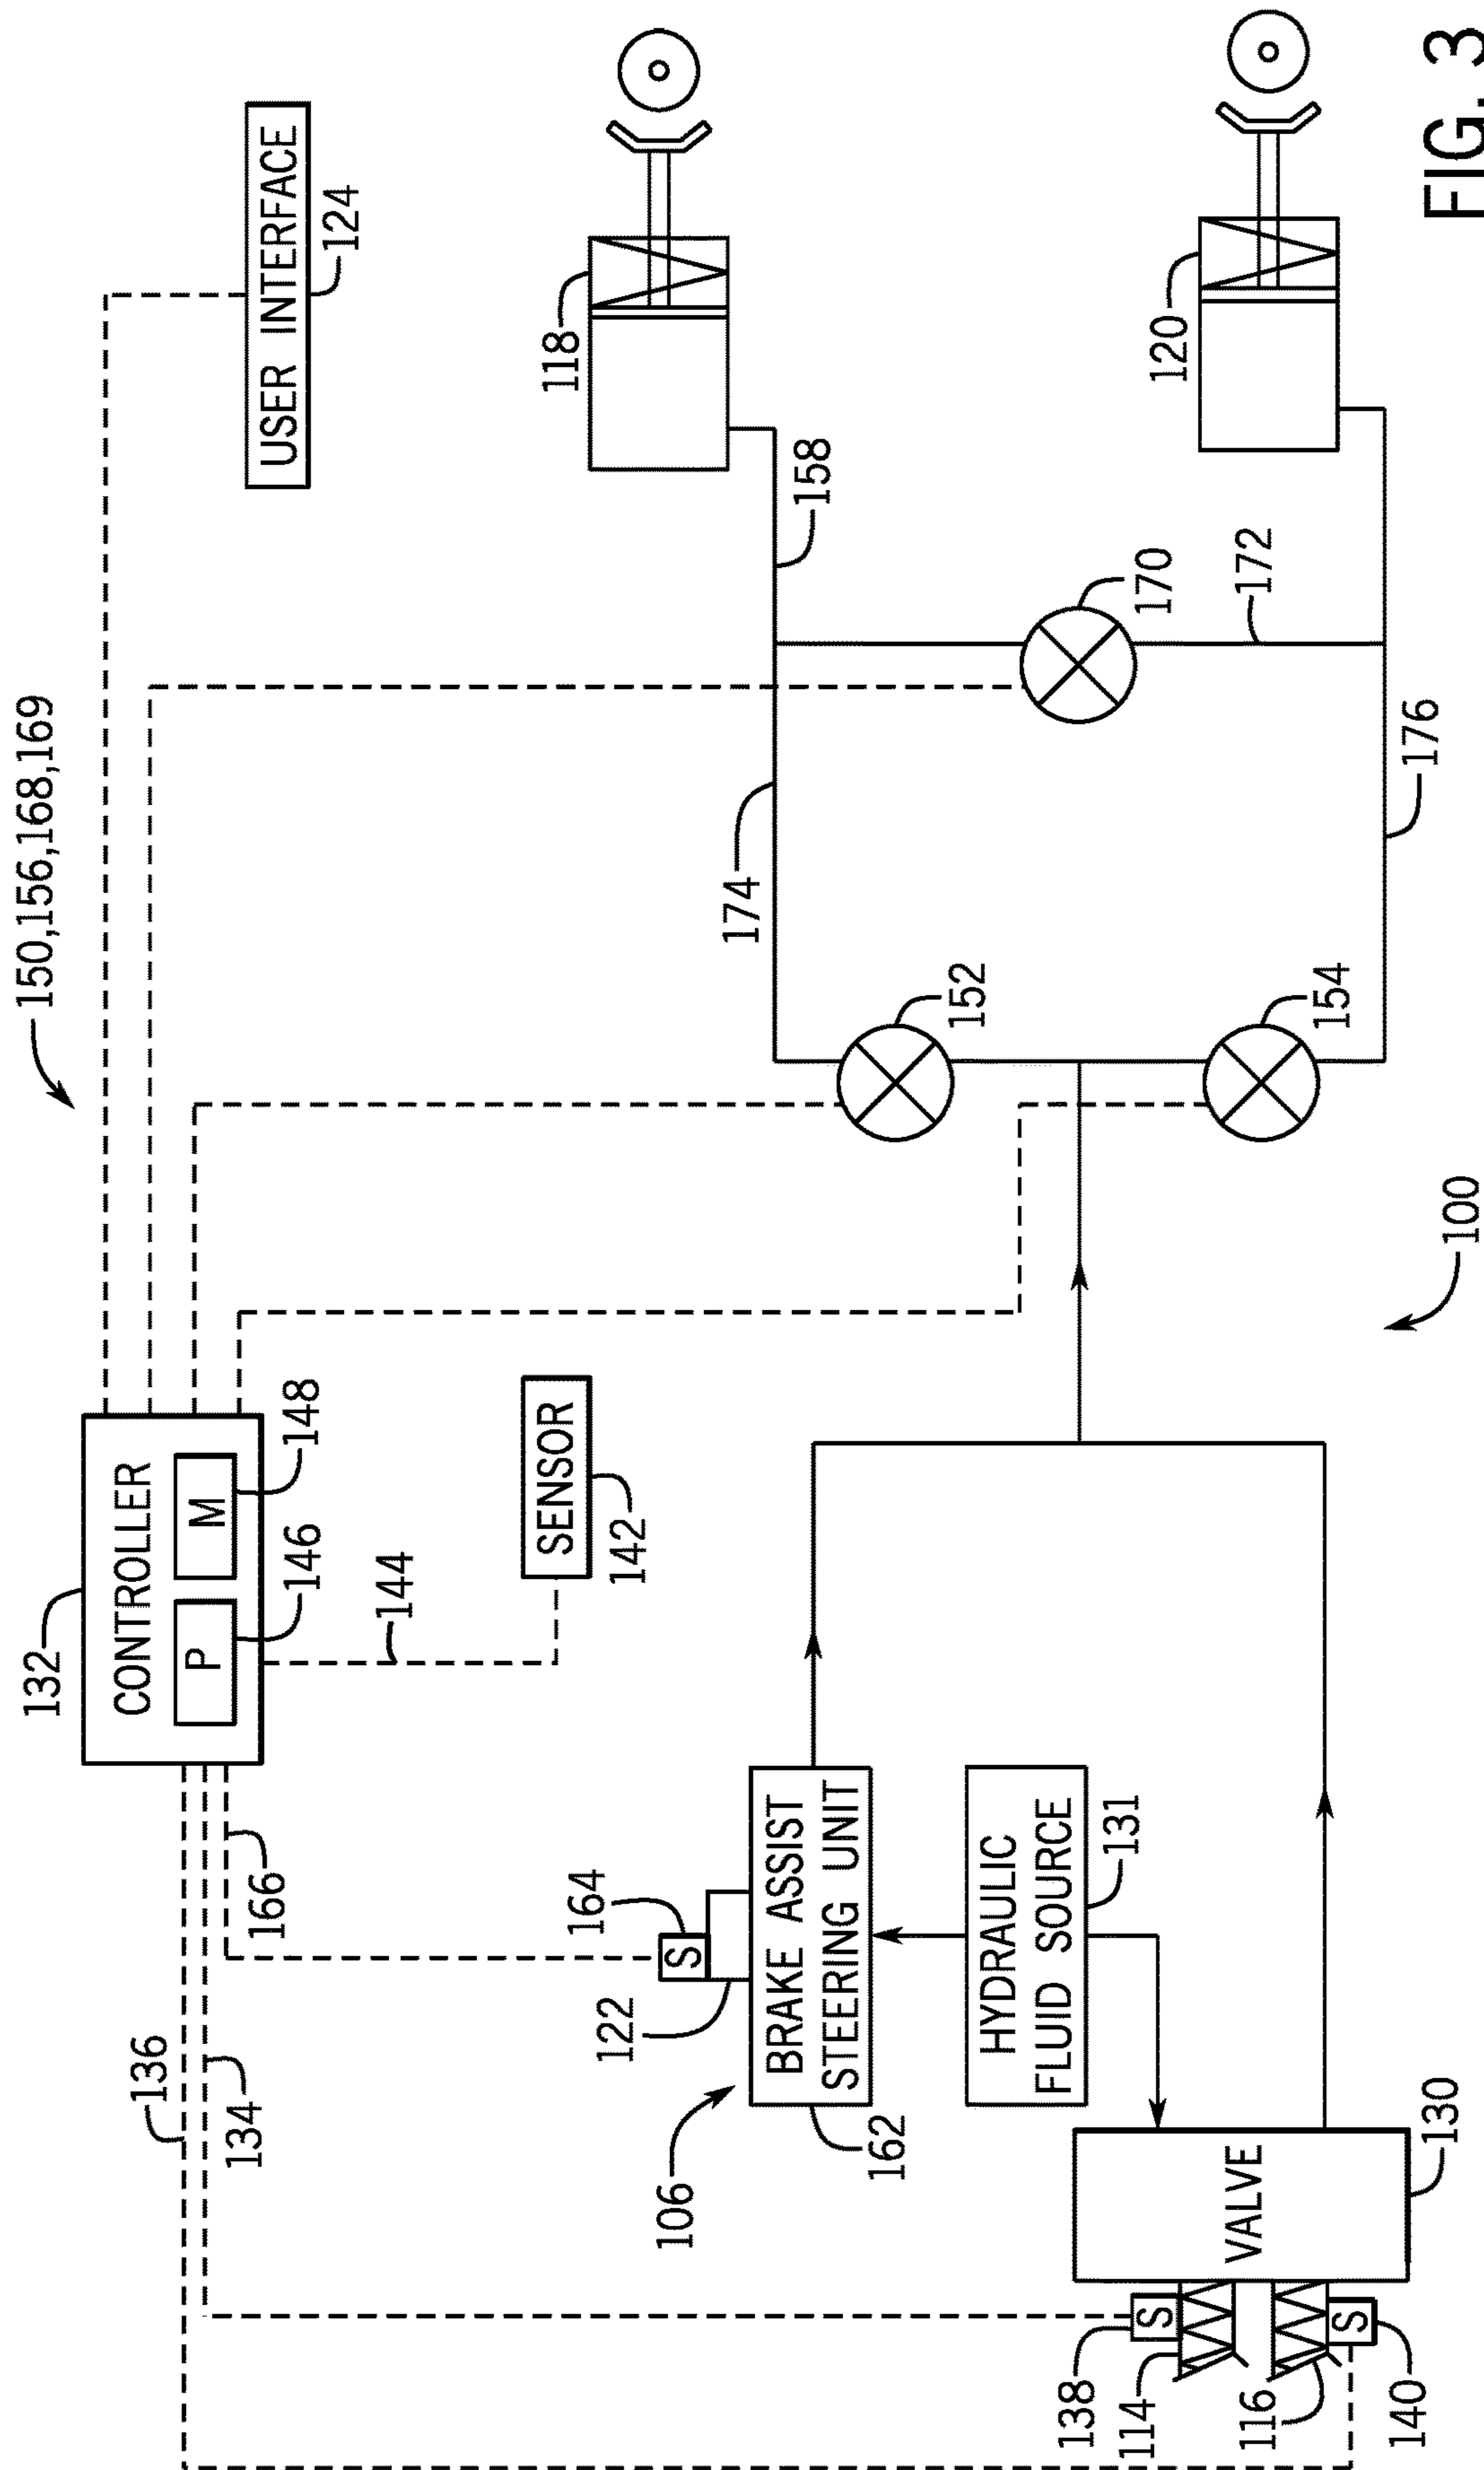 150,156,168,169
132
CONTROLLER
P
M
146
148
144
SENSOR
142
USER INTERFACE
124
136
134
166
164
S
122
106
BRAKE ASSIST
STEERING UNIT
162
HYDRAULIC
FLUID SOURCE
131
VALVE
130
138
S
114
116
S
140
118
158
174
152
170
172
120
154
176
100
FIG. 3